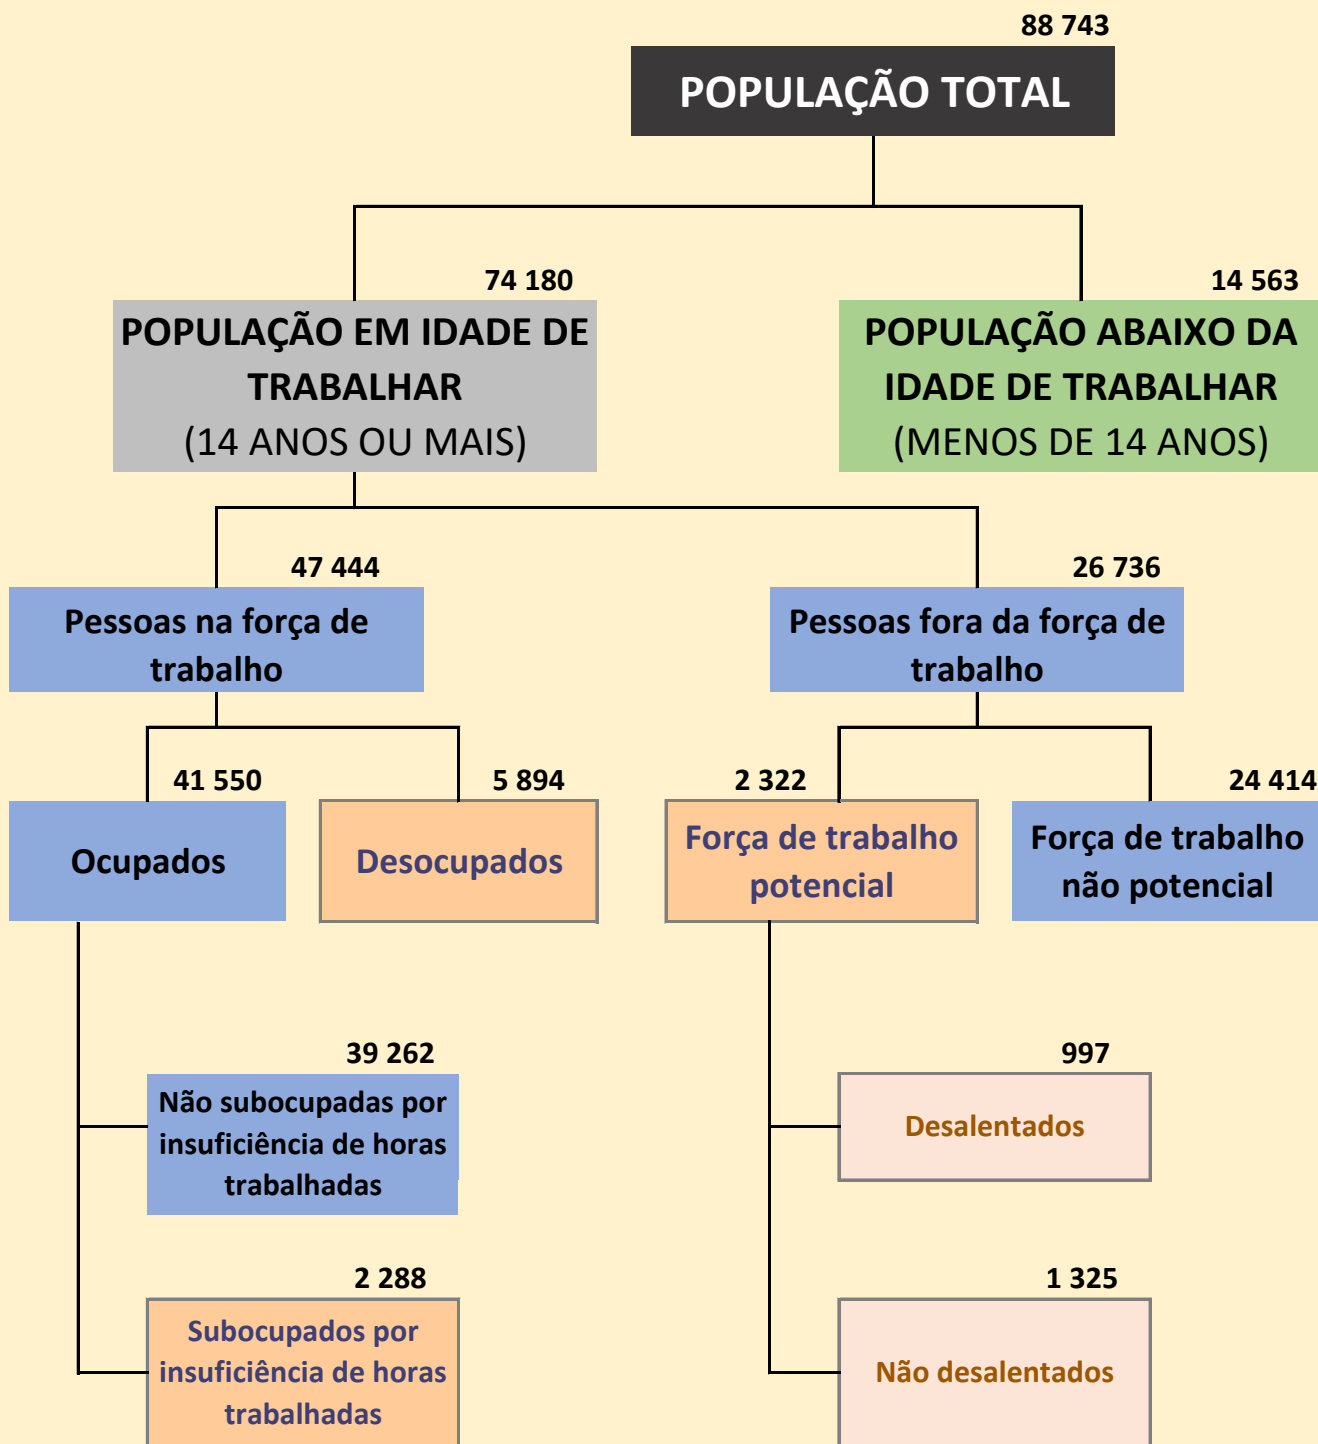 88 743
POPULAÇÃO TOTAL
74 180
POPULAÇÃO EM IDADE DE
TRABALHAR
(14 ANOS OU MAIS)
14 563
POPULAÇÃO ABAIXO DA
IDADE DE TRABALHAR
(MENOS DE 14 ANOS)
47 444
Pessoas na força de
trabalho
26 736
Pessoas fora da força de
trabalho
41 550
Ocupados
5 894
Desocupados
2 322
Força de trabalho
potencial
24 414
Força de trabalho
não potencial
39 262
Não subocupadas por
insuficiência de horas
trabalhadas
997
Desalentados
2 288
Subocupados por
insuficiência de horas
trabalhadas
1 325
Não desalentados